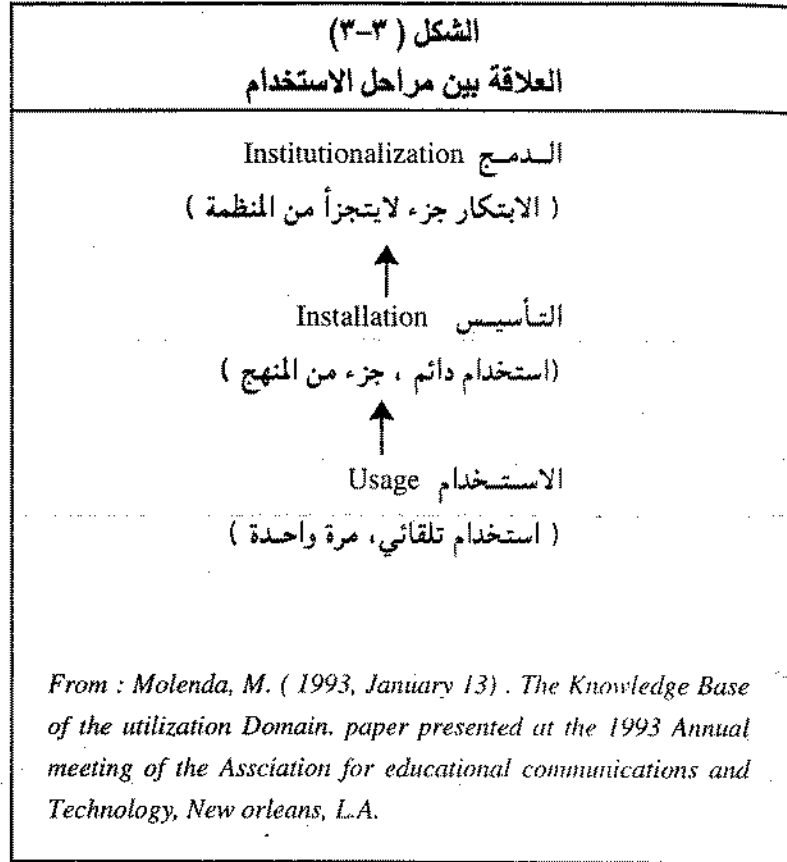 الشكل ( ٣-٣)
العلاقة بين مراحل الاستخدام
الدمج Institutionalization
( الابتكار جزء لايتجزأ من المنظمة )
التأسيس Installation
(استخدام دائم ، جزء من المنهج )
الاستخدام Usage
( استخدام تلقائي، مرة واحدة )
From : Molenda, M. ( 1993, January 13) . The Knowledge Base
of the utilization Domain. paper presented at the 1993 Annual
meeting of the Assciation for educational communications and
Technology, New orleans, L.A.